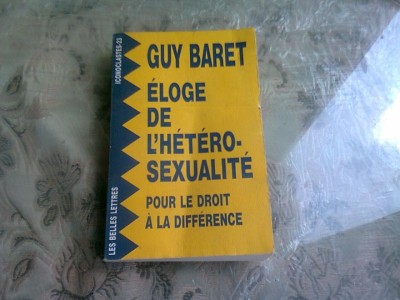 GUY BARET
ÉLOGE
DE
L'HÉTÉRO-
SEXUALITÉ
POUR LE DROIT
À LA DIFFÉRENCE
ICONOCLASTES-23
LES BELLES LETTRES